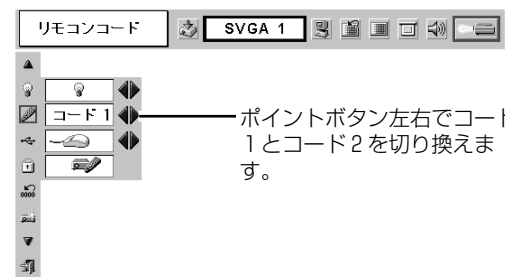 リモコンコード
SVGA 1
コード 1
ポイントボタン左右でコード
1とコード2を切り換えま
す。
0000